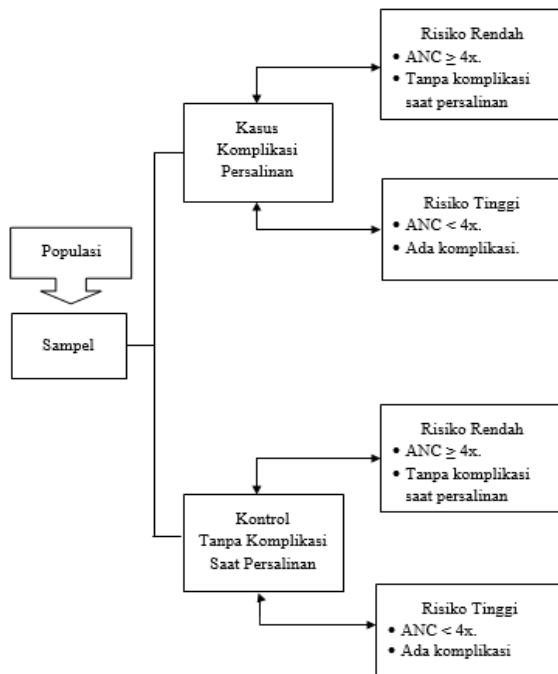 Risiko Rendah
• ANC ≥ 4x.
• Tanpa komplikasi
saat persalinan
Kasus
Komplikasi
Persalinan
Risiko Tinggi
• ANC < 4x.
• Ada komplikasi.
Populasi
Sampel
Risiko Rendah
• ANC ≥ 4x.
• Tanpa komplikasi
saat persalinan
Kontrol
Tanpa Komplikasi
Saat Persalinan
Risiko Tinggi
• ANC < 4x.
• Ada komplikasi